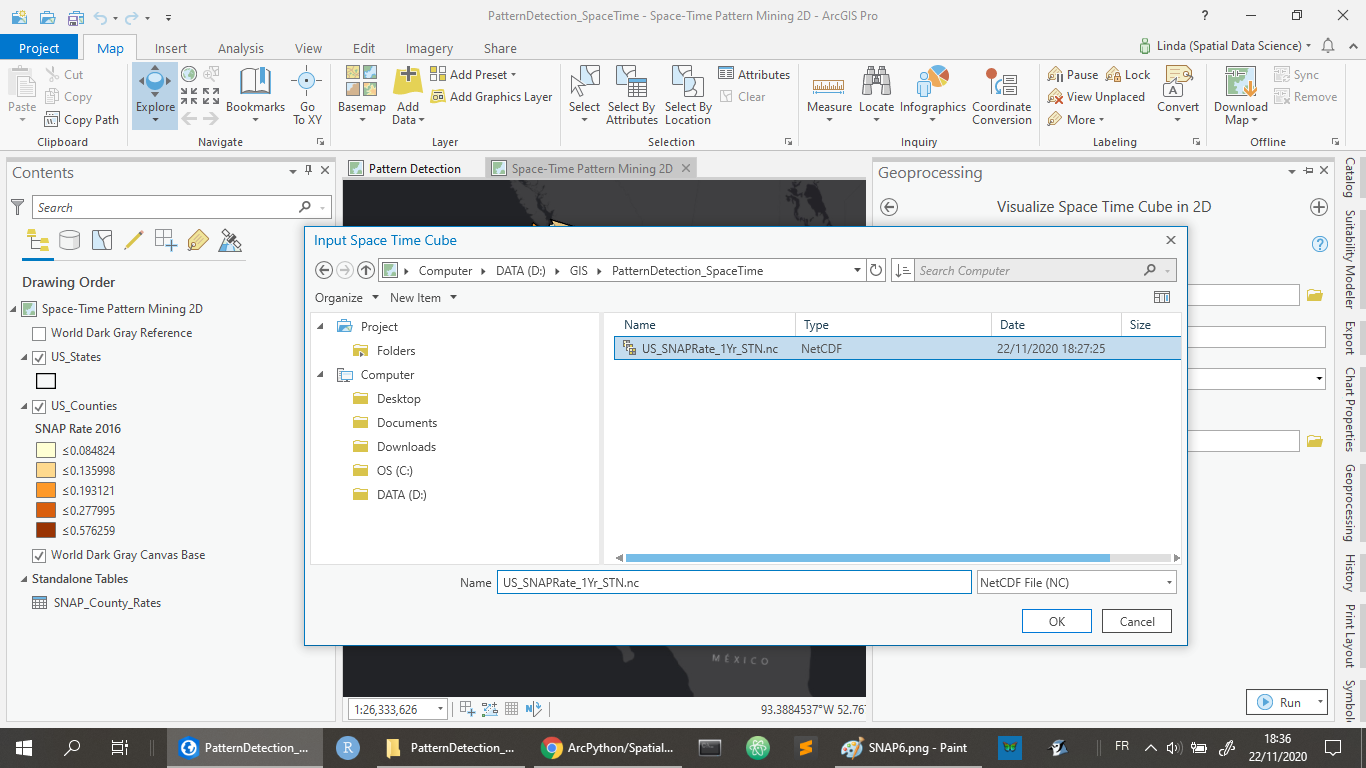 PatternDetection_SpaceTime - Space-Time Pattern Mining 2D - ArcGIS Pro
?
Project
Map
Insert
Analysis
View
Edit
Imagery
Share
Linda (Spatial Data Science)
Paste
Cut
Copy
Copy Path
Clipboard
Explore
Bookmarks
Go
To XY
Navigate
Basemap
Add
Data
Add Preset
Add Graphics Layer
Layer
Select
Select By
Attributes
Select By
Location
Attributes
Clear
Selection
Measure
Locate
Infographics
Coordinate
Conversion
Inquiry
Pause
Lock
View Unplaced
More
Convert
Labeling
Download
Map
Sync
Remove
Offline
Contents
Search
Drawing Order
Space-Time Pattern Mining 2D
World Dark Gray Reference
US_States
US_Counties
SNAP Rate 2016
≤0.084824
≤0.135998
≤0.193121
≤0.277995
≤0.576259
World Dark Gray Canvas Base
Standalone Tables
SNAP_County_Rates
Pattern Detection
Space-Time Pattern Mining 2D
Geoprocessing
Visualize Space Time Cube in 2D
?
Input Space Time Cube
Computer
DATA (D:)
GIS
PatternDetection_SpaceTime
Search Computer
Organize
New Item
Project
Folders
Computer
Desktop
Documents
Downloads
OS (C:)
DATA (D:)
Name Type Date Size
US_SNAPRate_1Yr_STN.nc NetCDF 22/11/2020 18:27:25
Name US_SNAPRate_1Yr_STN.nc NetCDF File (NC)
OK
Cancel
MÉXICO
1:26,333,626
93.3884537°W 52.76
Run
Catalog
Suitability Modeler
Export
Chart Properties
Geoprocessing
History
Print Layout
PatternDetection_...
R
PatternDetection_...
ArcPython/Spatial...
SNAP6.png - Paint
FR
18:36
22/11/2020